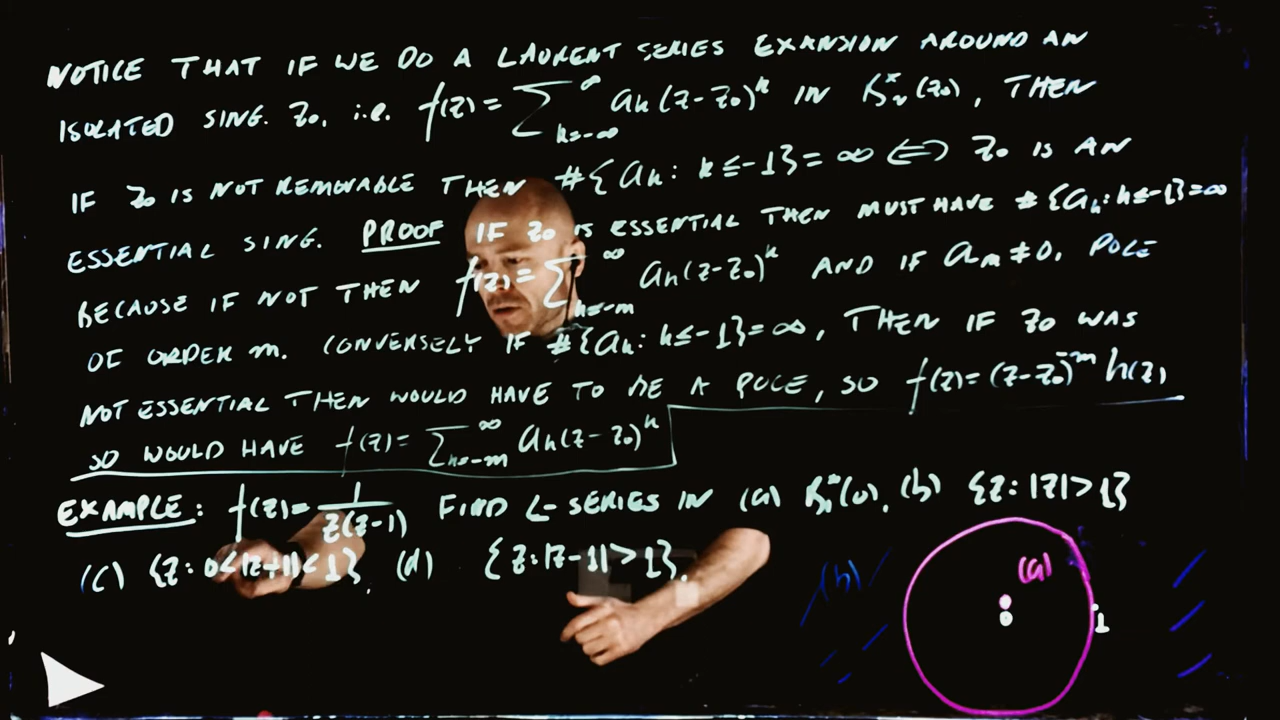 NOTICE THAT IF WE DO A LAURENT SERIES EXANSION AROUND AN
ISOLATED SING. z₀, i.e. f(z) = ∑_{k=-∞}^{∞} a_k (z-z₀)^k IN B*_r(z₀), THEN
IF z₀ IS NOT REMOVABLE THEN #{a_k : k ≤ -1} = ∞ ⇔ z₀ IS AN
ESSENTIAL SING. PROOF IF z₀ IS ESSENTIAL THEN MUST HAVE #{a_k : k ≤ -1} = ∞
BECAUSE IF NOT THEN f(z) = ∑_{k=-m}^{∞} a_k (z-z₀)^k AND IF a_m ≠ 0, POLE
OF ORDER m. CONVERSELY IF #{a_k : k ≤ -1} = ∞, THEN IF z₀ WAS
NOT ESSENTIAL THEN WOULD HAVE TO BE A POLE, SO f(z) = (z-z₀)^{-m} h(z)
SO WOULD HAVE f(z) = ∑_{k=-m}^{∞} a_k (z-z₀)^k
EXAMPLE: f(z) = 1/(z(z-1)) FIND L-SERIES IN (a) B*_1(0), (b) {z : |z| > 1}
(c) {z : 0 < |z+1| < 1}, (d) {z : |z-1| > 1}.
(b)
(a)
0
1